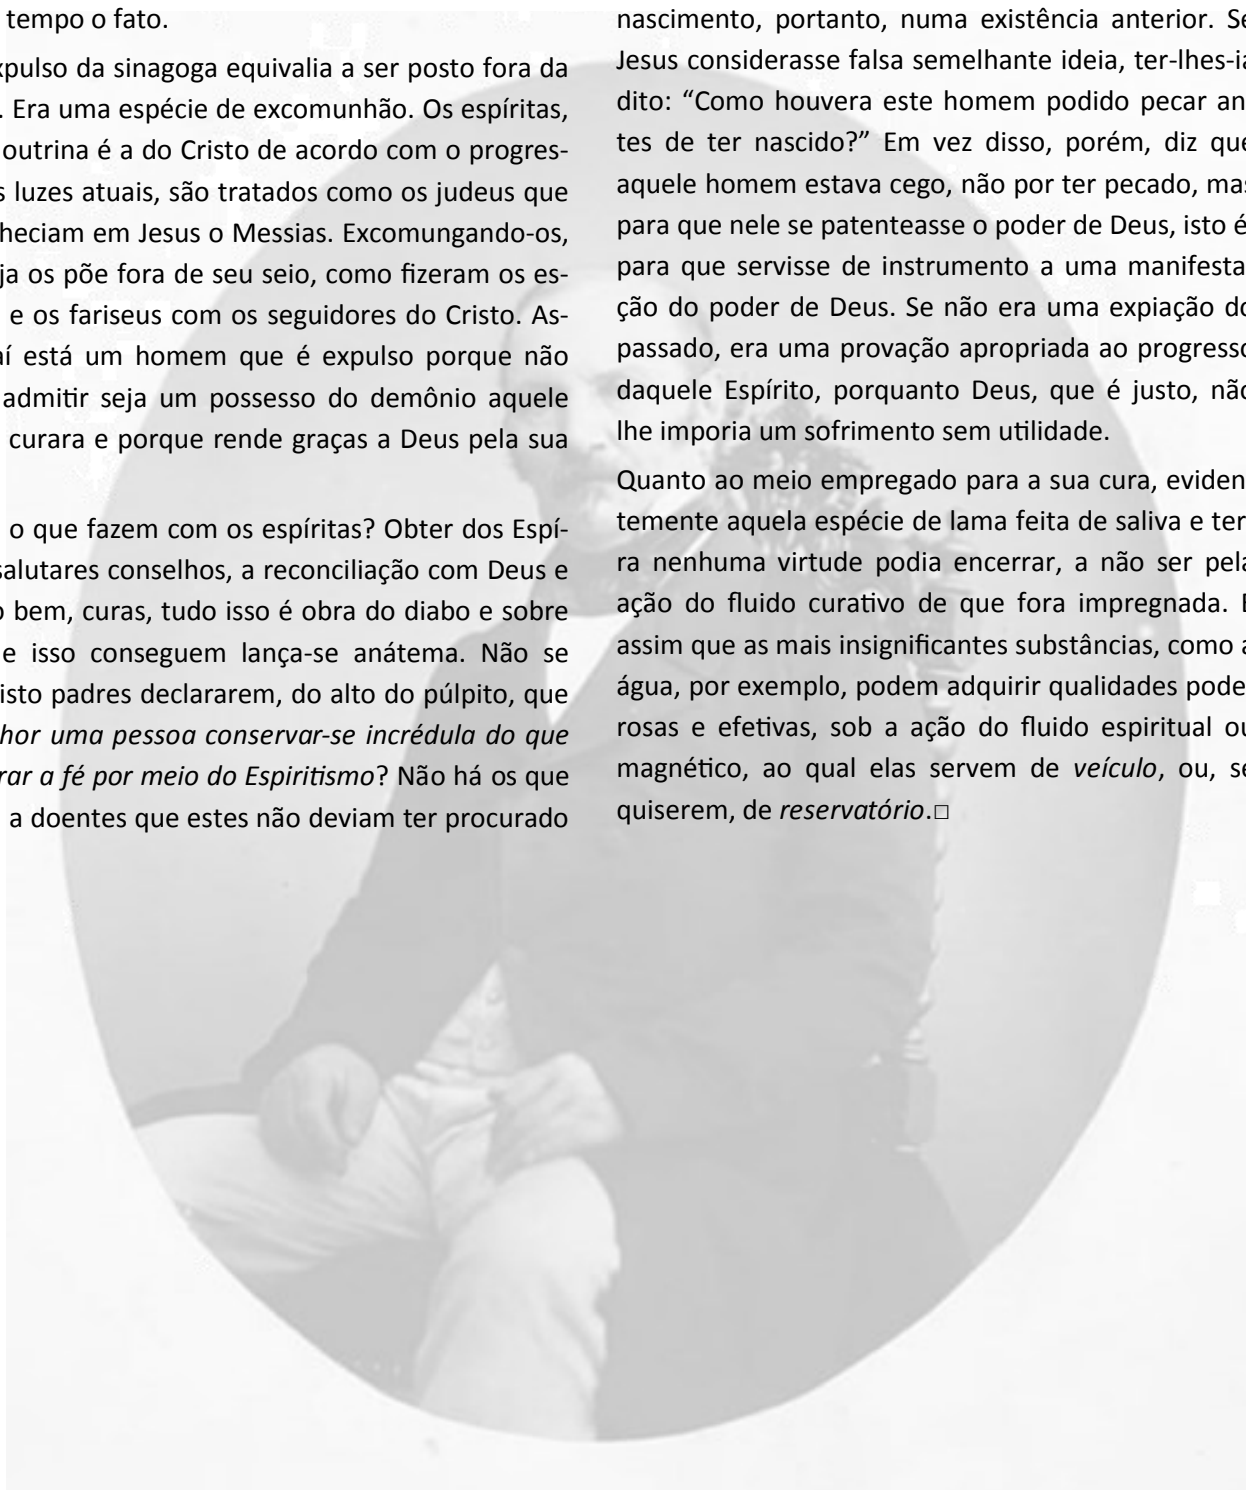 tempo o fato.
xpulso da sinagoga equivalia a ser posto fora da
. Era uma espécie de excomunhão. Os espíritas,
outrina é a do Cristo de acordo com o progres-
s luzes atuais, são tratados como os judeus que
heciam em Jesus o Messias. Excomungando-os,
ja os põe fora de seu seio, como fizeram os es-
e os fariseus com os seguidores do Cristo. As-
aí está um homem que é expulso porque não
admitir seja um possesso do demônio aquele
curara e porque rende graças a Deus pela sua
o que fazem com os espíritas? Obter dos Espí-
salutares conselhos, a reconciliação com Deus e
o bem, curas, tudo isso é obra do diabo e sobre
e isso conseguem lança-se anátema. Não se
isto padres declararem, do alto do púlpito, que
hor uma pessoa conservar-se incrédula do que
rar a fé por meio do Espiritismo? Não há os que
a doentes que estes não deviam ter procurado
nascimento, portanto, numa existência anterior. Se
Jesus considerasse falsa semelhante ideia, ter-lhes-ia
dito: “Como houvera este homem podido pecar an
tes de ter nascido?” Em vez disso, porém, diz que
aquele homem estava cego, não por ter pecado, mas
para que nele se patenteasse o poder de Deus, isto é,
para que servisse de instrumento a uma manifesta-
ção do poder de Deus. Se não era uma expiação do
passado, era uma provação apropriada ao progresso
daquele Espírito, porquanto Deus, que é justo, não
lhe imporia um sofrimento sem utilidade.
Quanto ao meio empregado para a sua cura, eviden-
temente aquela espécie de lama feita de saliva e ter-
ra nenhuma virtude podia encerrar, a não ser pela
ação do fluido curativo de que fora impregnada. É
assim que as mais insignificantes substâncias, como a
água, por exemplo, podem adquirir qualidades pode-
rosas e efetivas, sob a ação do fluido espiritual ou
magnético, ao qual elas servem de veículo, ou, se
quiserem, de reservatório.□